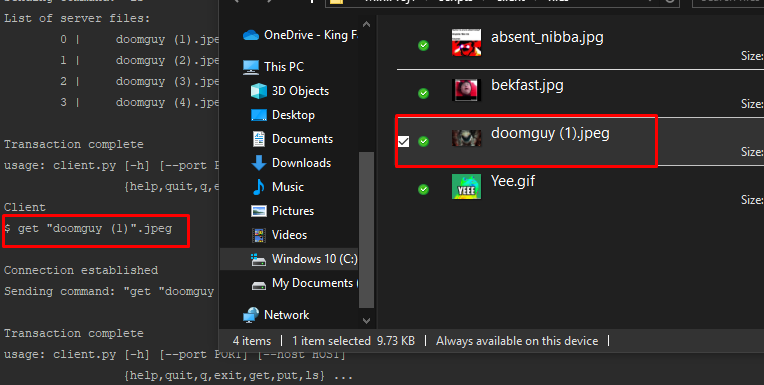 List of server files:
0 | doomguy (1).jpe
1 | doomguy (2).jpe
2 | doomguy (3).jpe
3 | doomguy (4).jpe
Transaction complete
usage: client.py [-h] [--port
{help,quit,q,e
Client
$ get "doomguy (1)".jpeg
Connection established
Sending command: "get "doomguy
Transaction complete
usage: client.py [-h] [--port PORT] [--host HOST]
{help,quit,q,exit,get,put,ls} ...
OneDrive - King F
This PC
3D Objects
Desktop
Documents
Downloads
Music
Pictures
Videos
Windows 10 (C:)
My Documents (
Network
absent_nibba.jpg
Size:
bekfast.jpg
Size:
doomguy (1).jpeg
Size:
Yee.gif
Size:
YEEE
4 items | 1 item selected 9.73 KB | Always available on this device |